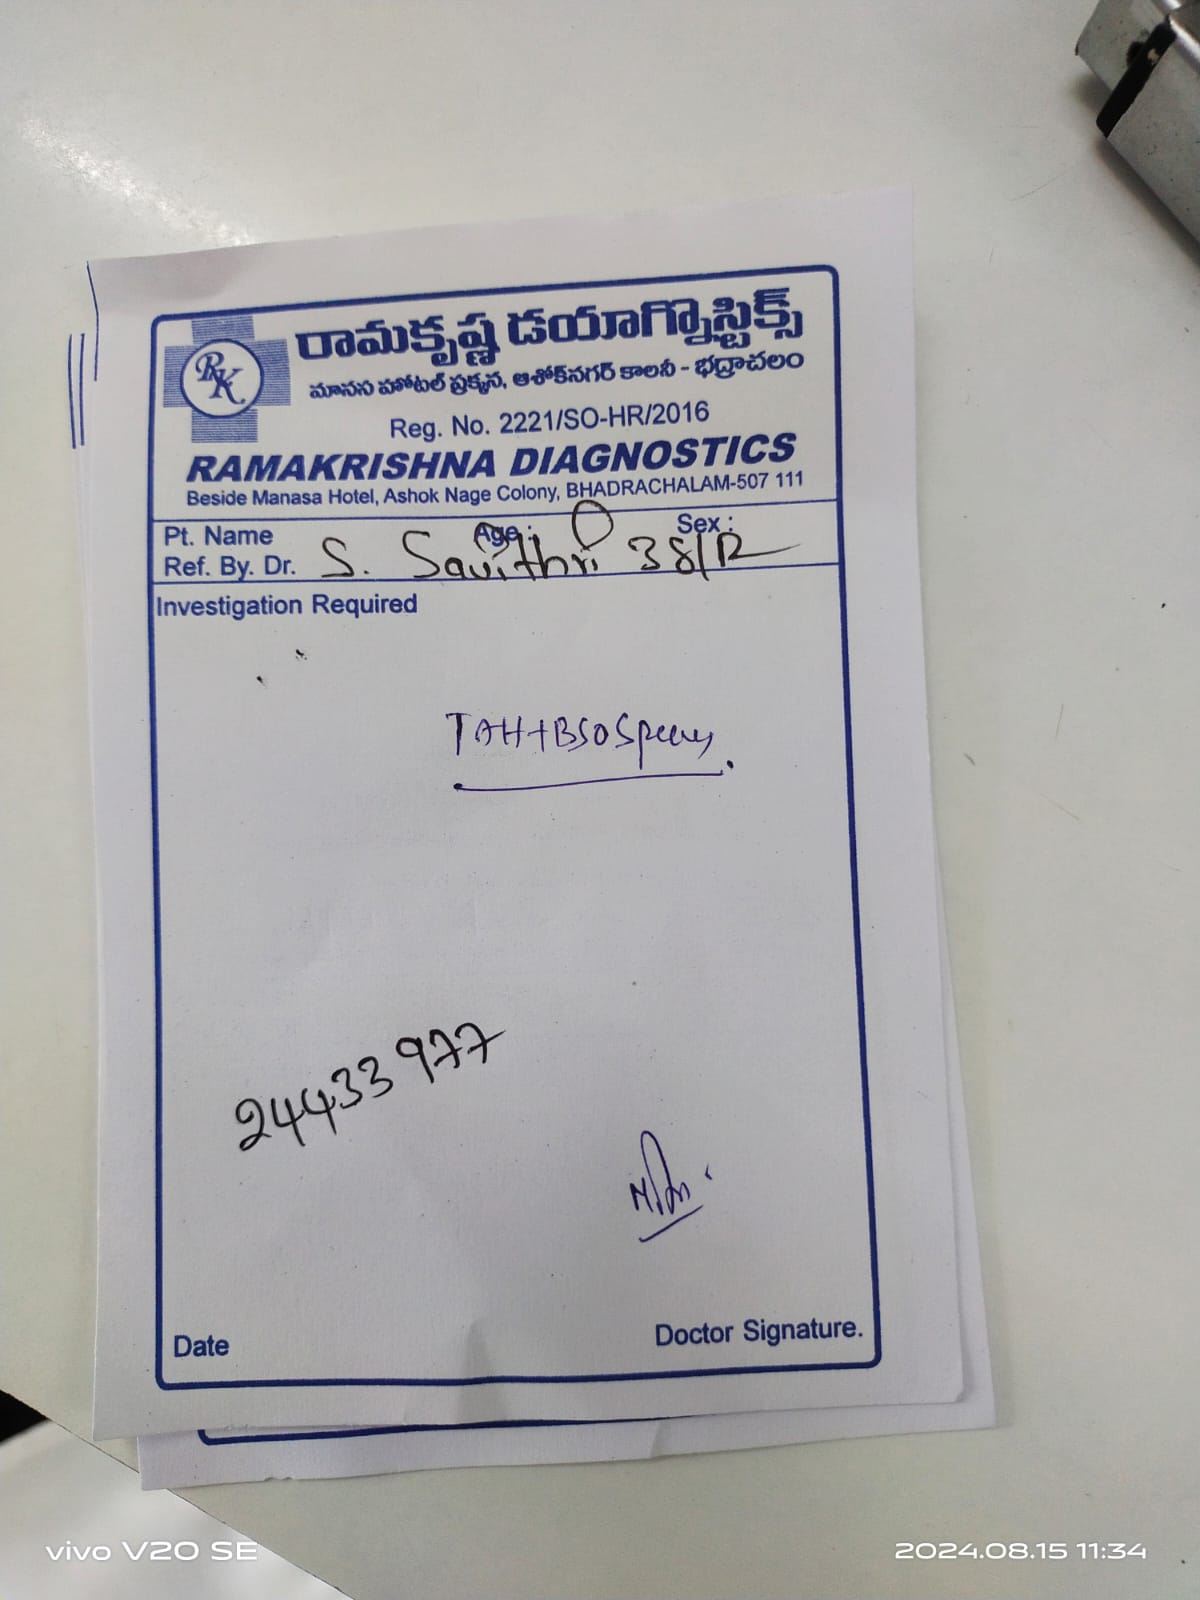 రామకృష్ణ డయాగ్నొస్టిక్స్
మానస హోటల్ ప్రక్కన, ఆశోక్‌నగర్ కాలనీ - భద్రాచలం
RK
Reg. No. 2221/SO-HR/2016
RAMAKRISHNA DIAGNOSTICS
Beside Manasa Hotel, Ashok Nage Colony, BHADRACHALAM-507 111
Pt. Name Age : Sex :
Ref. By. Dr. S. Savithri 38/
Investigation Required
TAH+BSO
24433977
Date Doctor Signature.
vivo V20 SE 2024.08.15 11:34